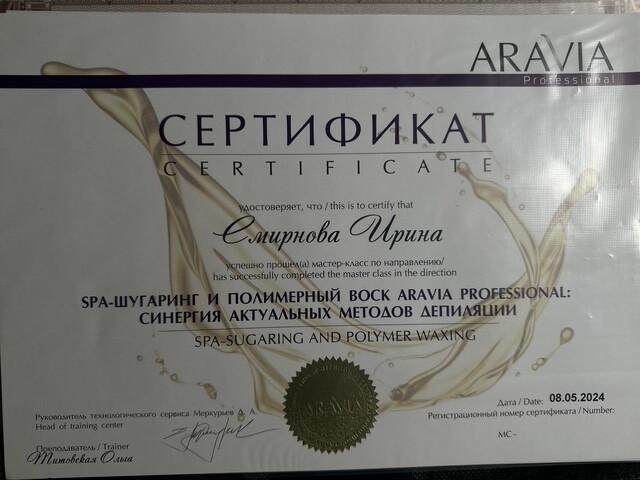 ARAVIA
Professional
СЕРТИФИКАТ
CERTIFICATE
удостоверяет, что / this is to certify that
Смирнова Ирина
успешно прошел(а) мастер-класс по направлению/
has successfully completed the master class in the direction
SPA-ШУГАРИНГ И ПОЛИМЕРНЫЙ ВОСК ARAVIA PROFESSIONAL:
СИНЕРГИЯ АКТУАЛЬНЫХ МЕТОДОВ ДЕПИЛЯЦИИ
SPA-SUGARING AND POLYMER WAXING
ARAVIA
Дата / Date: 08.05.2024
Руководитель технологического сервиса Меркурьев А. А.
Регистрационный номер сертификата / Number:
Head of training center
МС -
Преподаватель / Trainer
Титовская Ольга